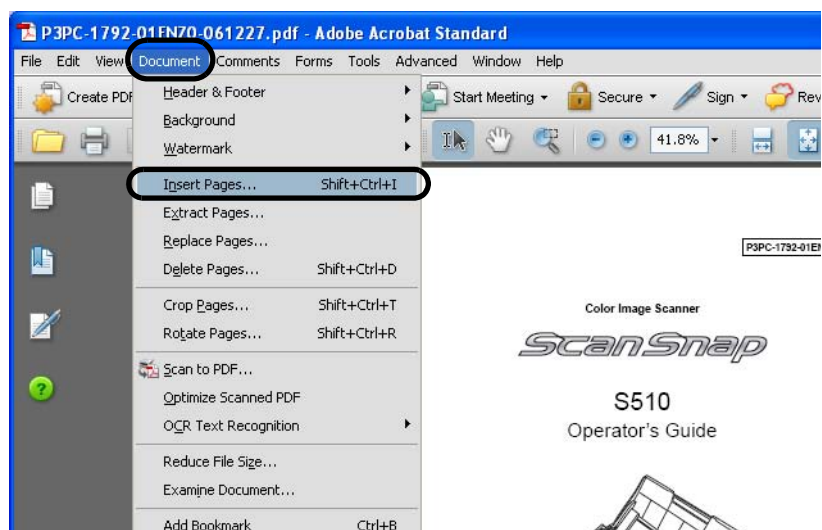 P3PC-1792-01EN20-061227.pdf - Adobe Acrobat Standard
File Edit View Document Comments Forms Tools Advanced Window Help
Create PDF Start Meeting Secure Sign Rev
41.8%
Header & Footer
Background
Watermark
Insert Pages... Shift+Ctrl+I
Extract Pages...
Replace Pages...
Delete Pages... Shift+Ctrl+D
Crop Pages... Shift+Ctrl+T
Rotate Pages... Shift+Ctrl+R
Scan to PDF...
Optimize Scanned PDF
OCR Text Recognition
Reduce File Size...
Examine Document...
Add Bookmark Ctrl+B
P3PC-1792-01EN
Color Image Scanner
ScanSnap
S510
Operator's Guide